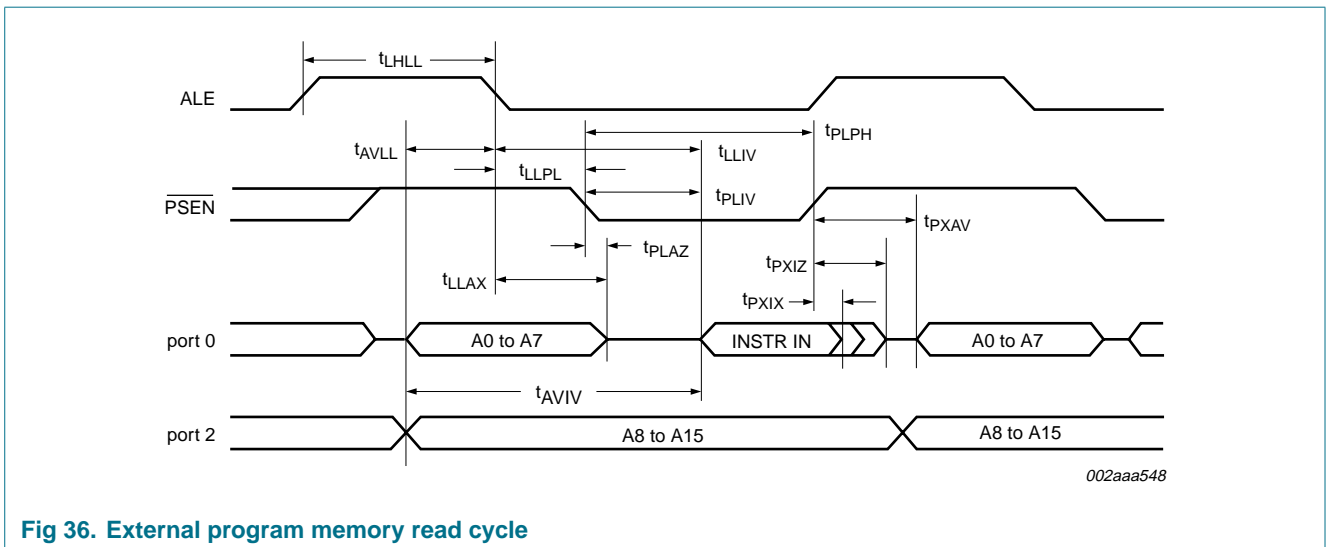 tLHLL
ALE
tPLPH
tAVLL
tLLIV
tLLPL
PSEN
tPLIV
tPXAV
tPLAZ
tLLAX
tPXIZ
tPXIX
port 0
A0 to A7
INSTR IN
A0 to A7
tAVIV
port 2
A8 to A15
A8 to A15
002aaa548
Fig 36. External program memory read cycle